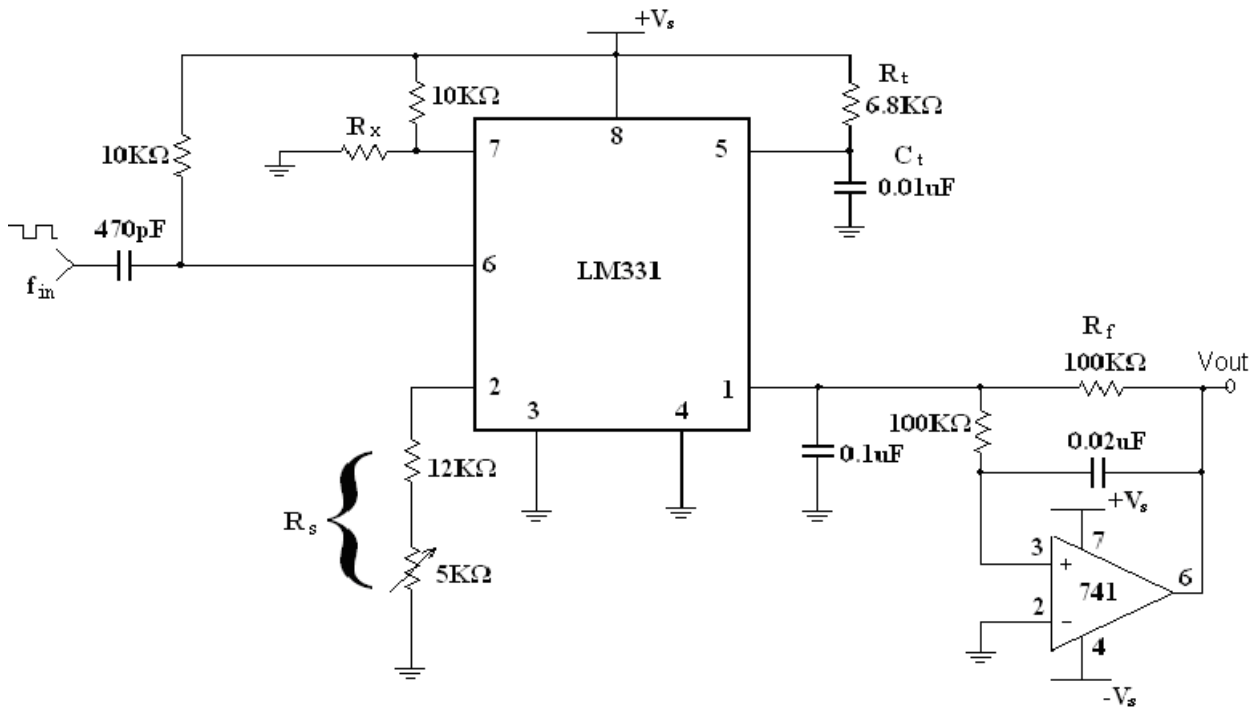 +Vs
10KΩ
Rt
6.8KΩ
10KΩ
Rx
7
8
5
Ct
0.01uF
470pF
fin
6
LM331
2
3
4
1
Rf
100KΩ
Vout
100KΩ
0.02uF
0.1uF
12KΩ
Rs
5KΩ
+Vs
3
+
7
741
6
2
−
4
-Vs